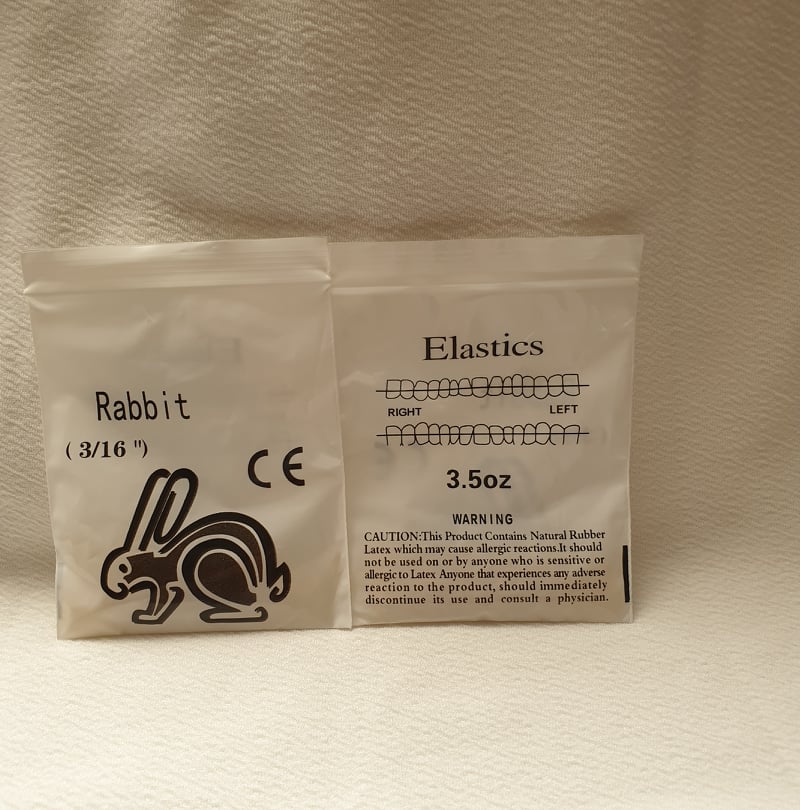 Rabbit
( 3/16 ")
CE
Elastics
RIGHT LEFT
3.5oz
WARNING
CAUTION:This Product Contains Natural Rubber
Latex which may cause allergic reactions.It should
not be used on or by anyone who is sensitive or
allergic to Latex Anyone that experiences any adverse
reaction to the product, should immediately
discontinue its use and consult a physician.